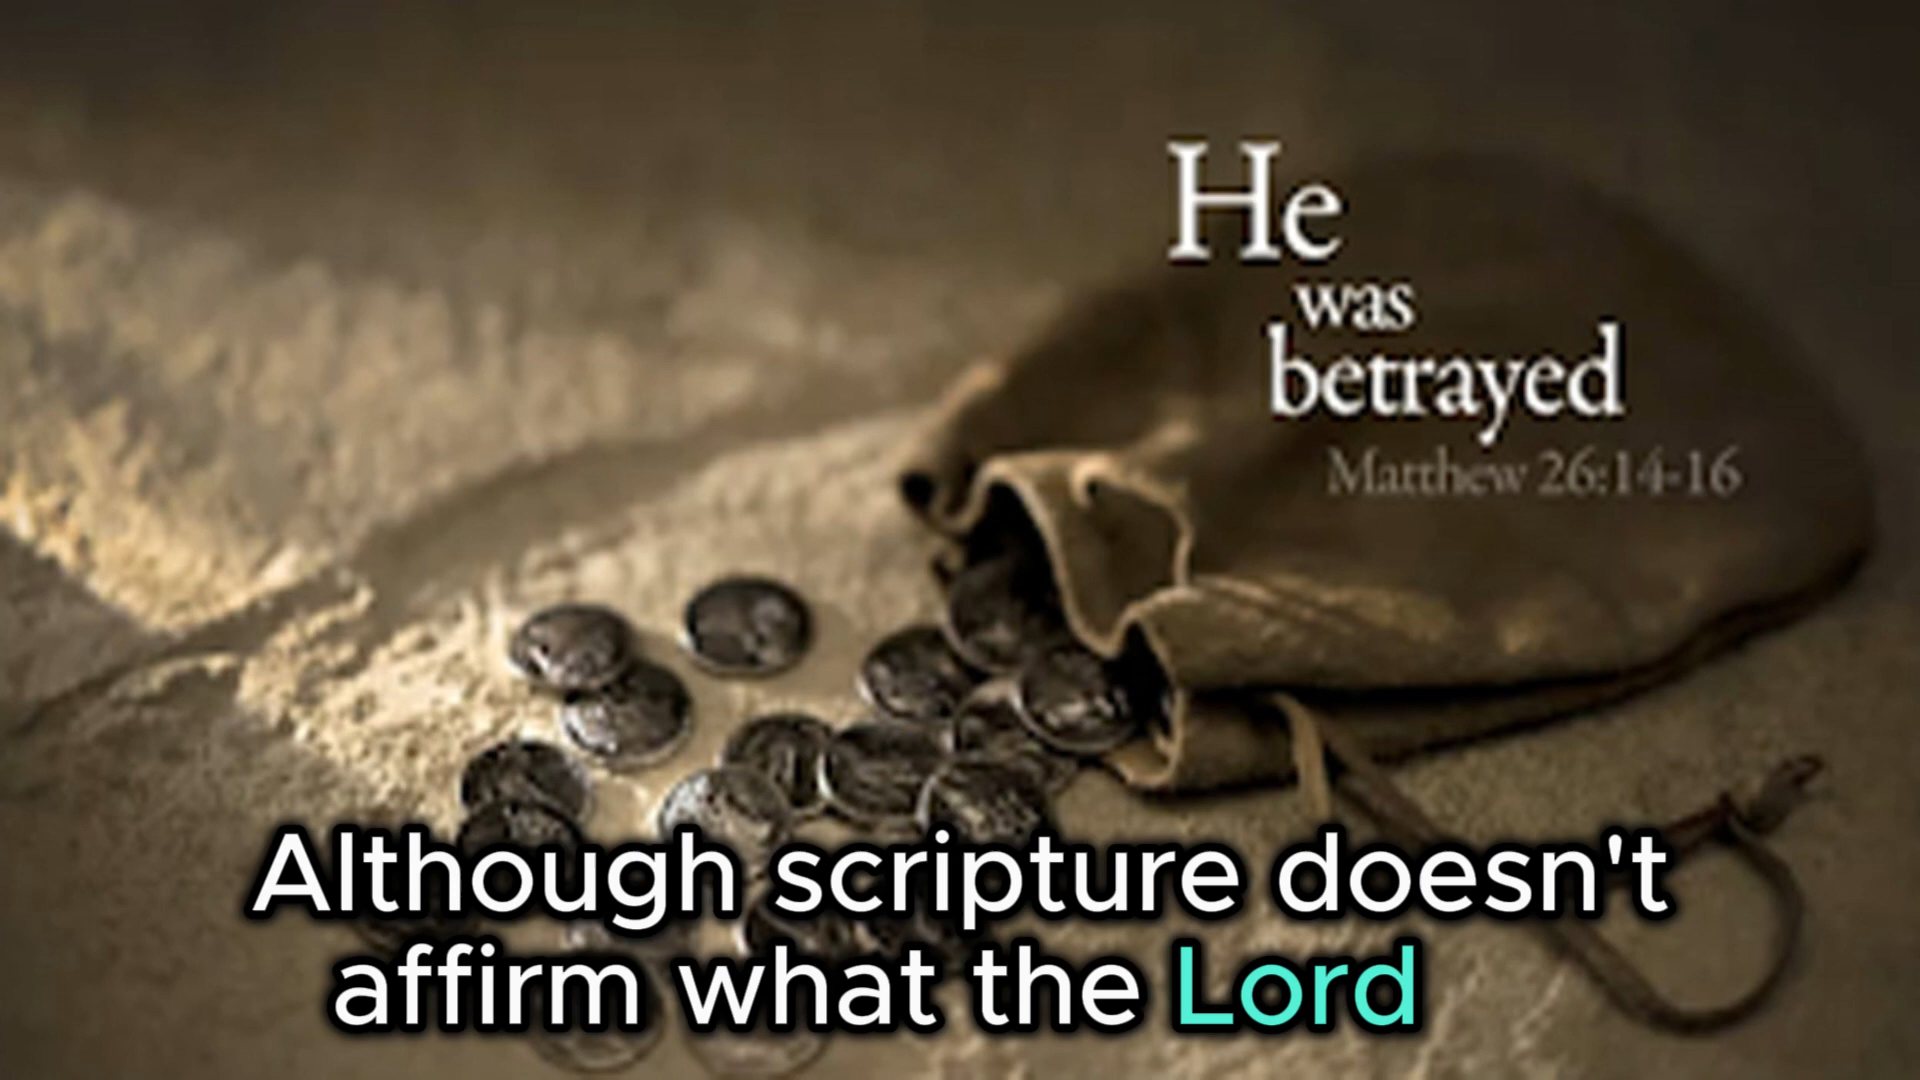 He
was
betrayed
Matthew 26:14-16
Although scripture doesn't
affirm what the Lord